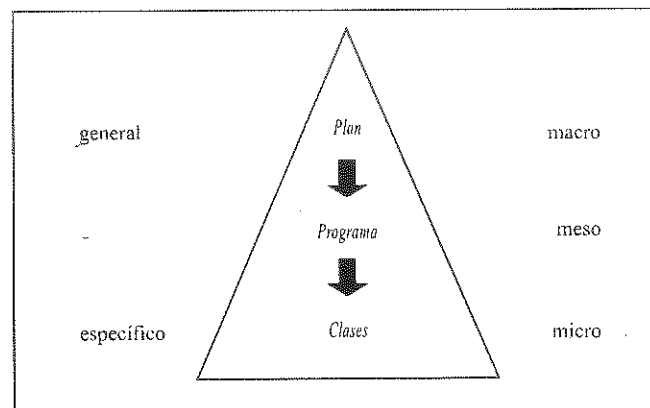 general Plan macro
Programa meso
específico Clases micro